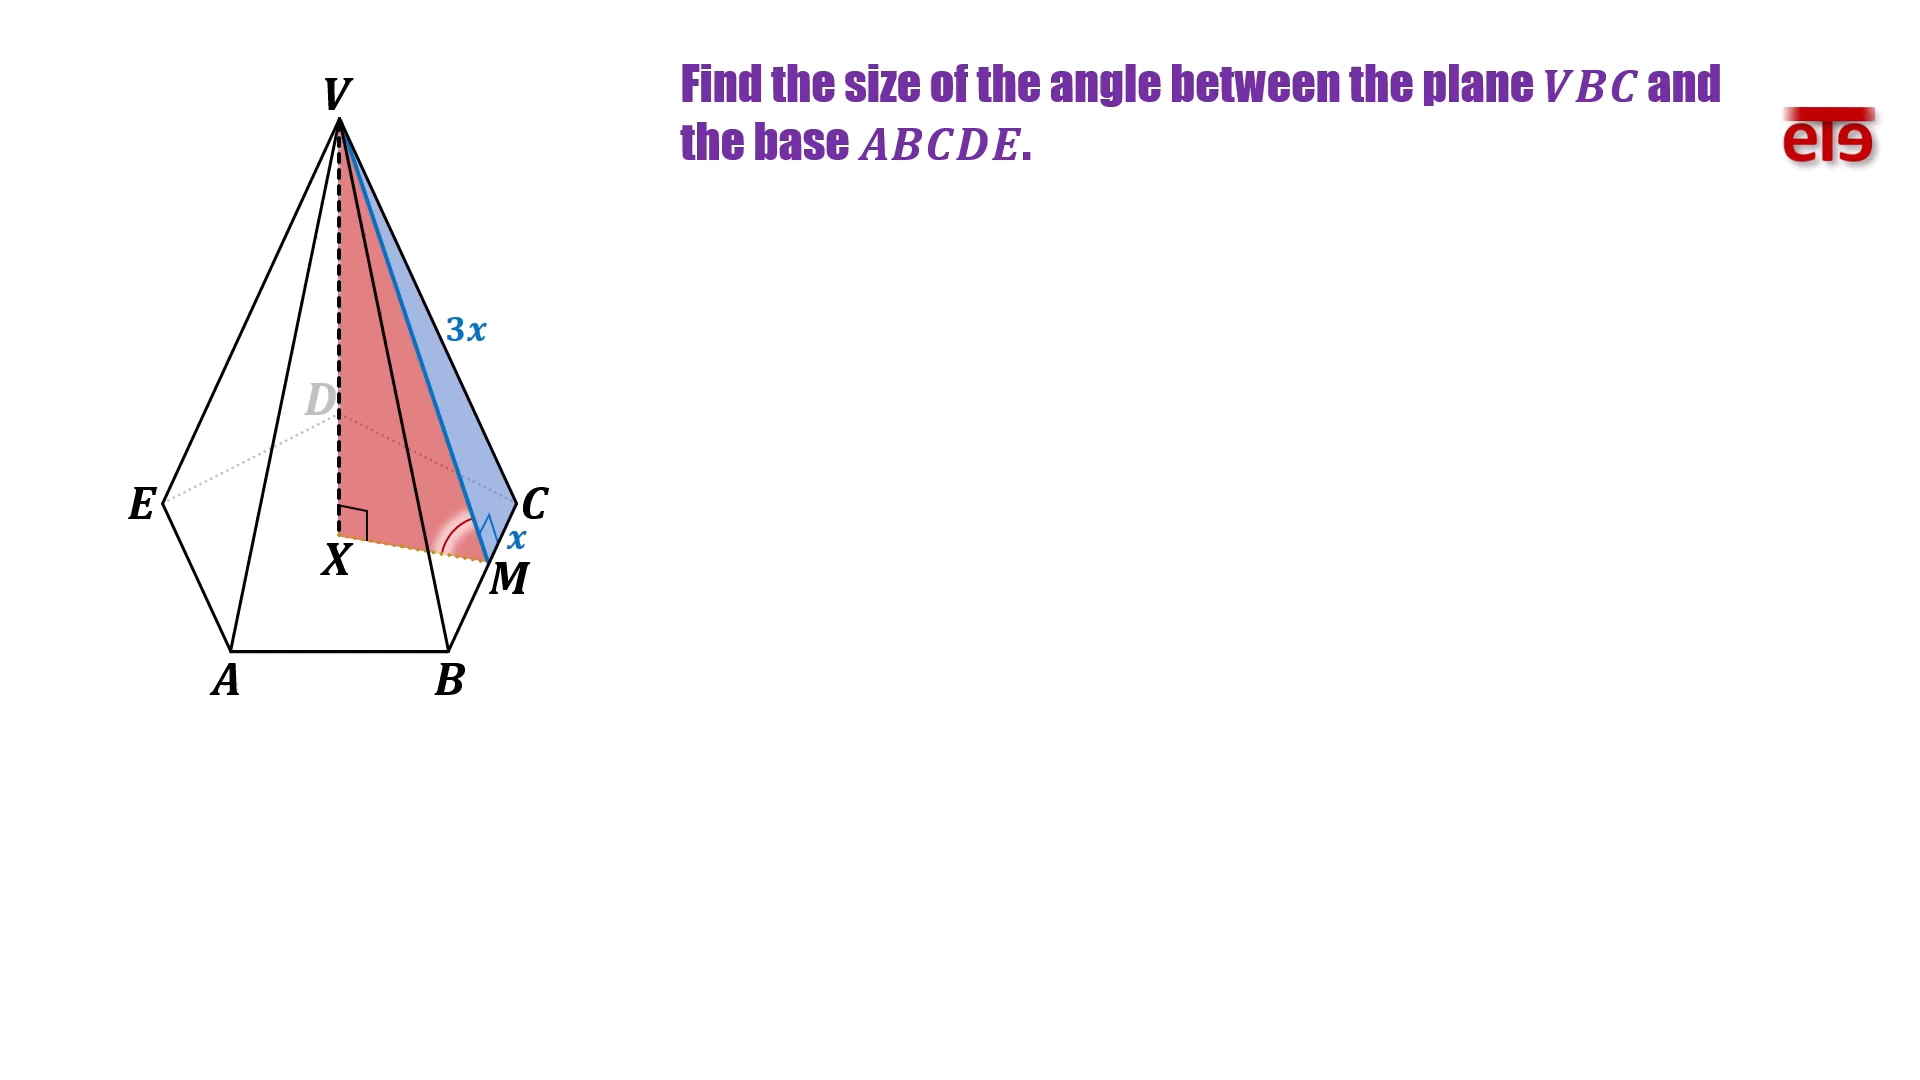 Find the size of the angle between the plane VBC and
the base ABCDE.
eTe
V
3x
D
E
C
x
X
M
A
B